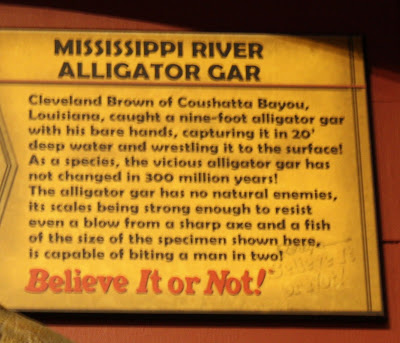 MISSISSIPPI RIVER
ALLIGATOR GAR
Cleveland Brown of Coushatta Bayou,
Louisiana, caught a nine-foot alligator gar
with his bare hands, capturing it in 20'
deep water and wrestling it to the surface!
As a species, the vicious alligator gar has
not changed in 300 million years!
The alligator gar has no natural enemies,
its scales being strong enough to resist
even a blow from a sharp axe and a fish
of the size of the specimen shown here,
is capable of biting a man in two!
Believe It or Not!
Believe It
or Not!